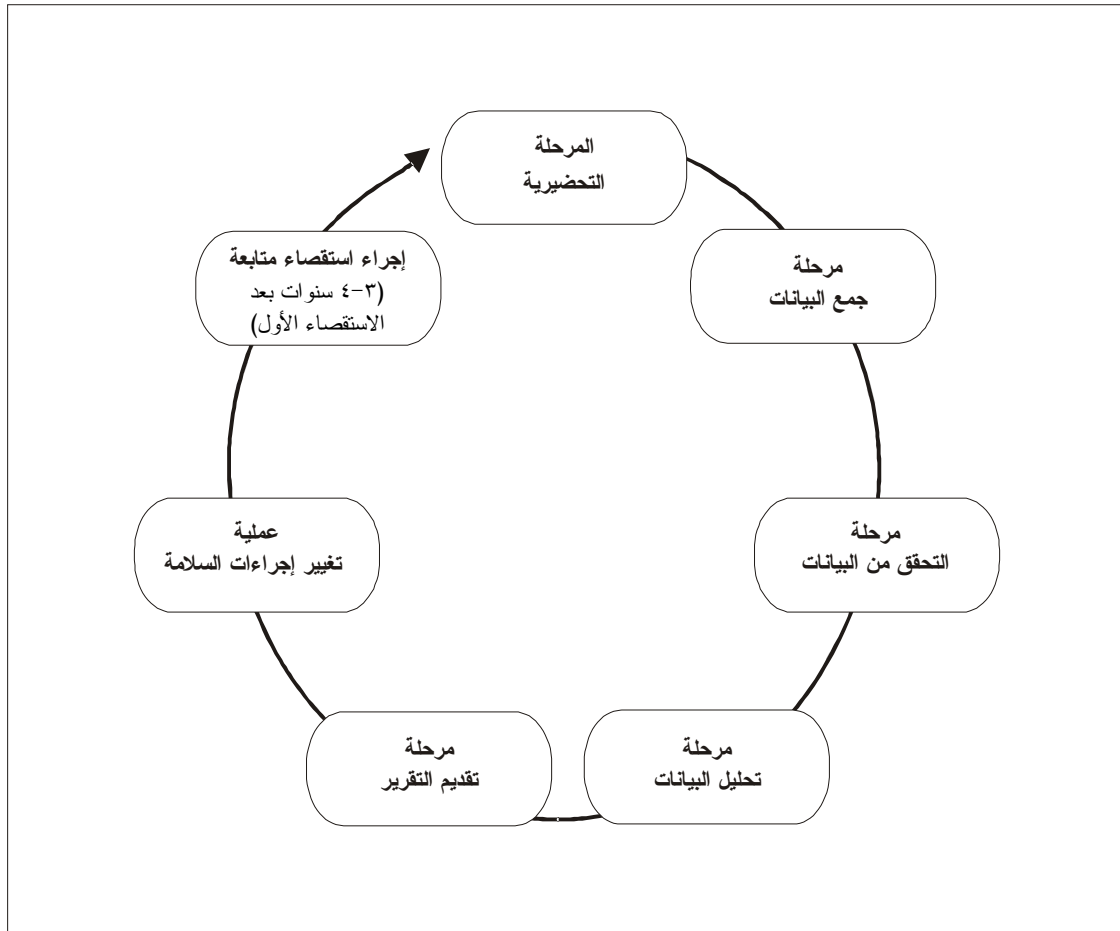 المرحلة
التحضيرية
مرحلة
جمع البيانات
مرحلة
التحقق من البيانات
مرحلة
تحليل البيانات
مرحلة
تقديم التقرير
عملية
تغيير إجراءات السلامة
إجراء استقصاء متابعة
(٣-٤ سنوات بعد
الاستقصاء الأول)